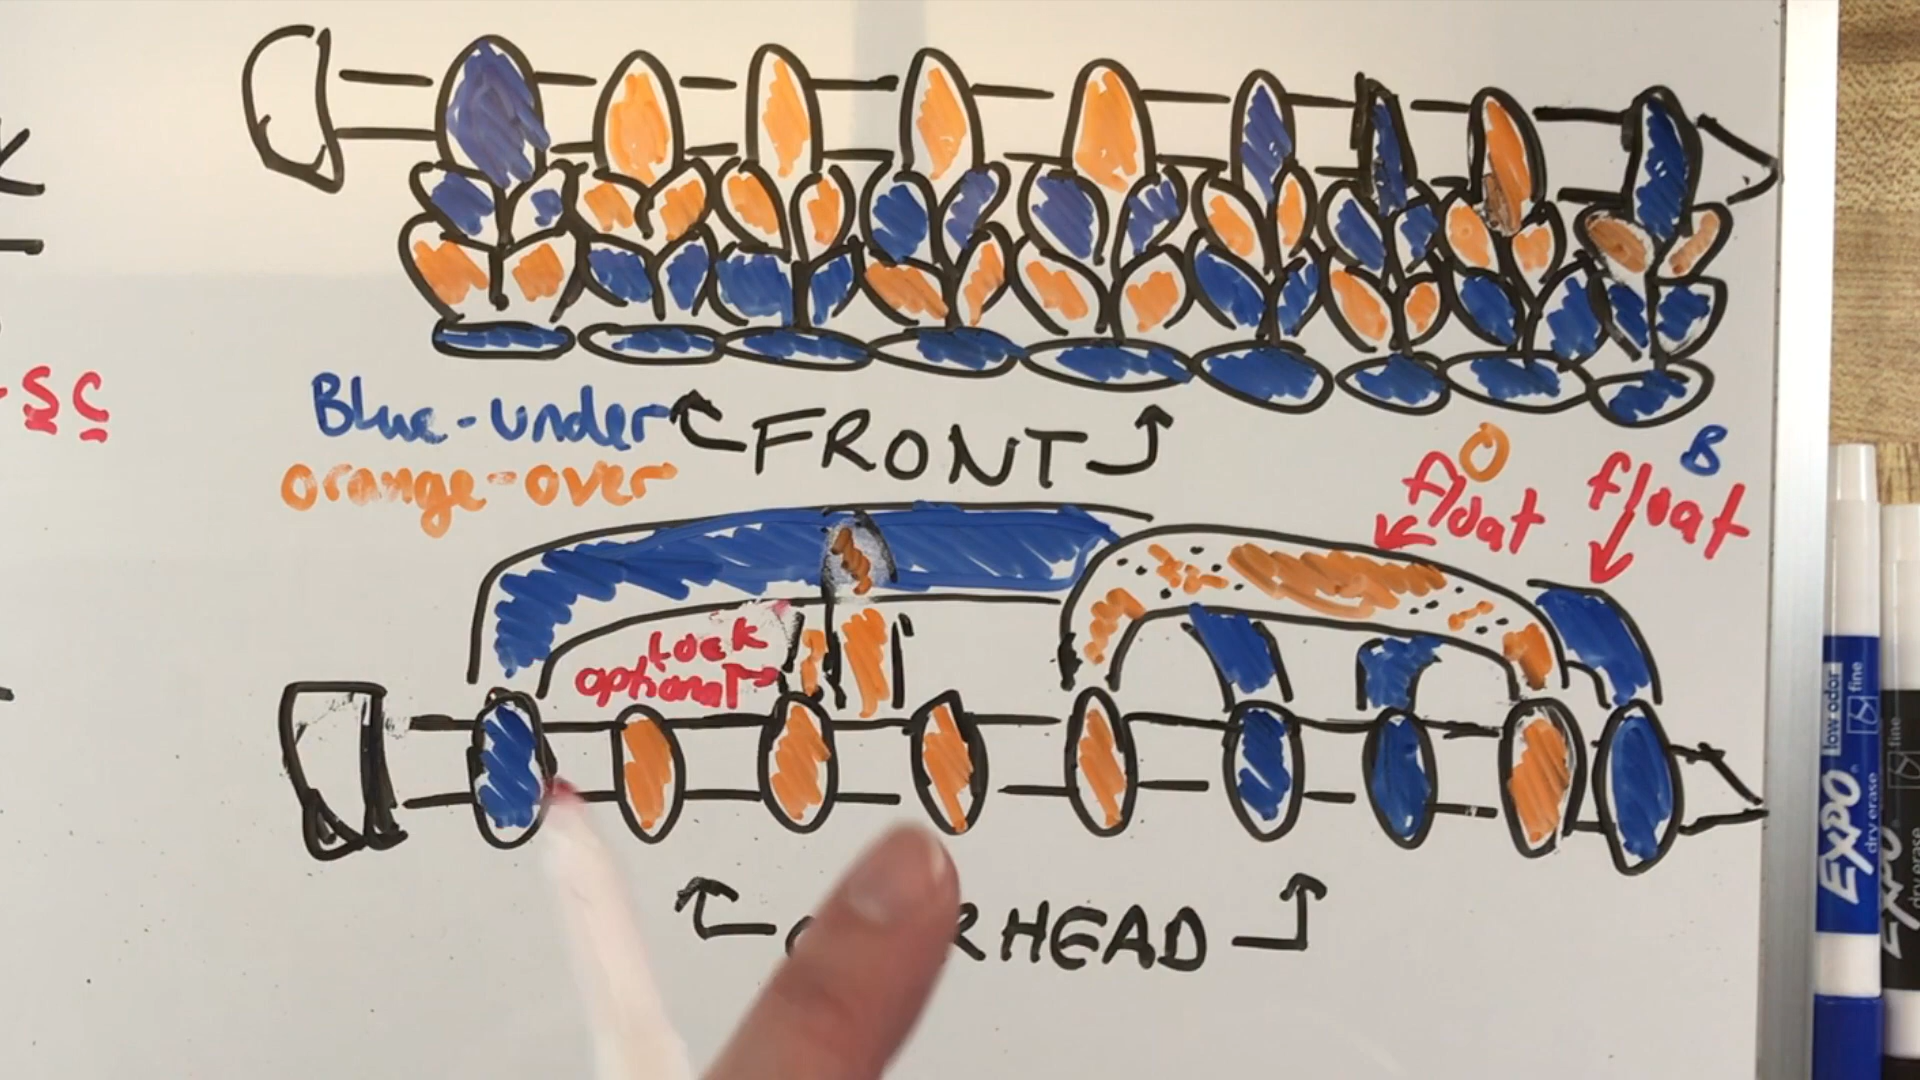 SC
Blue-under
orange-over
FRONT
O
float
B
float
Lock
optional
RHEAD
EXPO
low odor
dry erase
fine
EXPO
dry erase
fine